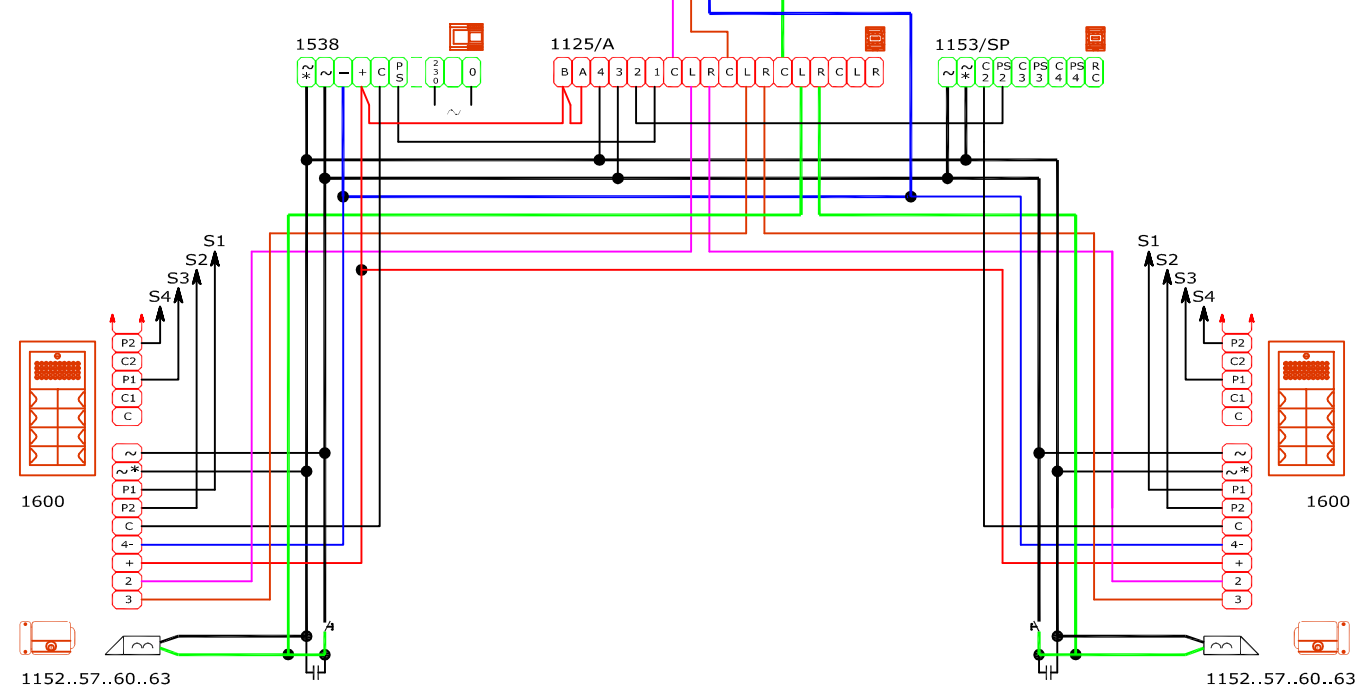 1538 1125/A 1153/SP
~* ~ − + C PS 230 0 B A 4 3 2 1 C L R C L R C L R C L R ~ ~* C2 PS2 C3 PS3 C4 PS4 RC
~
S1 S1
S2 S2
S3 S3
S4 S4
P2 P2
C2 C2
P1 P1
C1 C1
C C
~ ~
~* ~*
P1 P1
1600 1600
P2 P2
C C
4- 4-
+ +
2 2
3 3
1152..57..60..63 1152..57..60..63